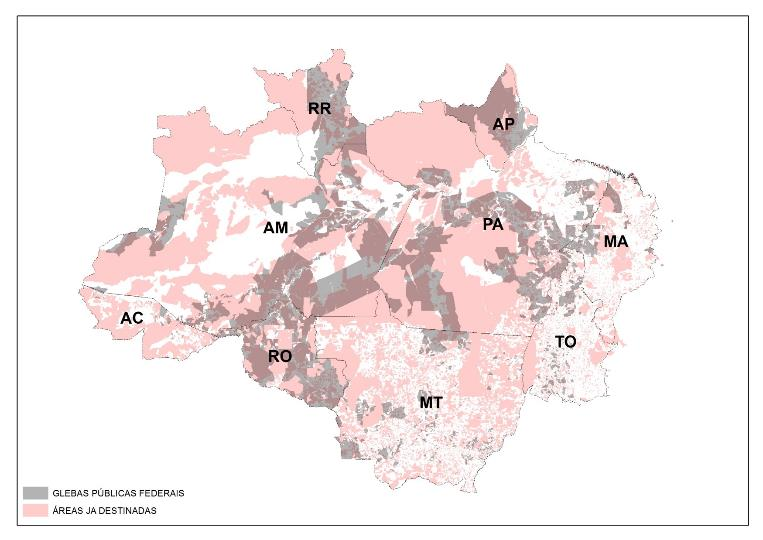 RR
AP
AM
PA
MA
AC
RO
TO
MT
GLEBAS PÚBLICAS FEDERAIS
ÁREAS JA DESTINADAS